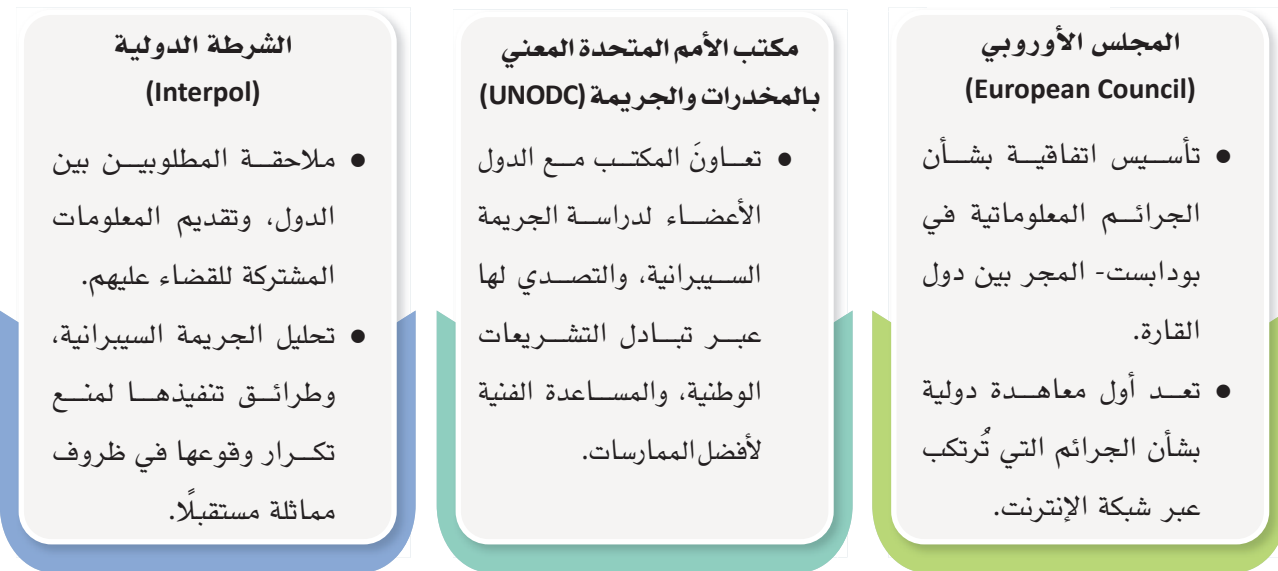 المجلس الأوروبي
(European Council)
● تأسيس اتفاقية بشأن
الجرائم المعلوماتية في
بودابست- المجر بين دول
القارة.
● تعد أول معاهدة دولية
بشأن الجرائم التي تُرتكب
عبر شبكة الإنترنت.
مكتب الأمم المتحدة المعني
بالمخدرات والجريمة (UNODC)
● تعاونَ المكتب مع الدول
الأعضاء لدراسة الجريمة
السيبرانية، والتصدي لها
عبر تبادل التشريعات
الوطنية، والمساعدة الفنية
لأفضل الممارسات.
الشرطة الدولية
(Interpol)
● ملاحقة المطلوبين بين
الدول، وتقديم المعلومات
المشتركة للقضاء عليهم.
● تحليل الجريمة السيبرانية،
وطرائق تنفيذها لمنع
تكرار وقوعها في ظروف
مماثلة مستقبلًا.